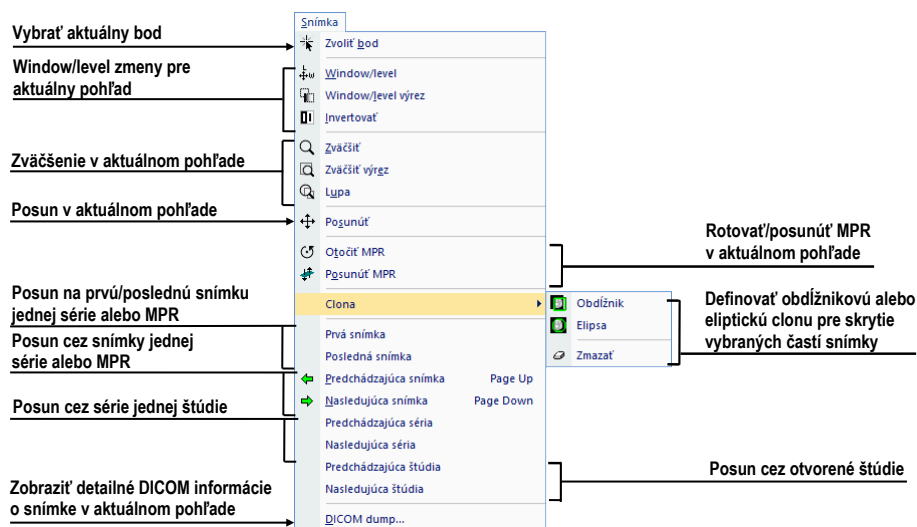 Snímka
Vybrať aktuálny bod
Zvoliť bod
Window/level zmeny pre
aktuálny pohľad
Window/level
Window/level výrez
Invertovať
Zväčšenie v aktuálnom pohľade
Zväčšiť
Zväčšiť výrez
Lupa
Posun v aktuálnom pohľade
Posunúť
Rotovať/posunúť MPR
v aktuálnom pohľade
Otočiť MPR
Posunúť MPR
Posun na prvú/poslednú snímku
jednej série alebo MPR
Clona
Obdĺžnik
Elipsa
Zmazať
Definovať obdĺžnikovú alebo
eliptickú clonu pre skrytie
vybraných častí snímky
Posun cez snímky jednej
série alebo MPR
Prvá snímka
Posledná snímka
Predchádzajúca snímka Page Up
Nasledujúca snímka Page Down
Posun cez série jednej štúdie
Predchádzajúca séria
Nasledujúca séria
Predchádzajúca štúdia
Nasledujúca štúdia
Posun cez otvorené štúdie
Zobraziť detailné DICOM informácie
o snímke v aktuálnom pohľade
DICOM dump...